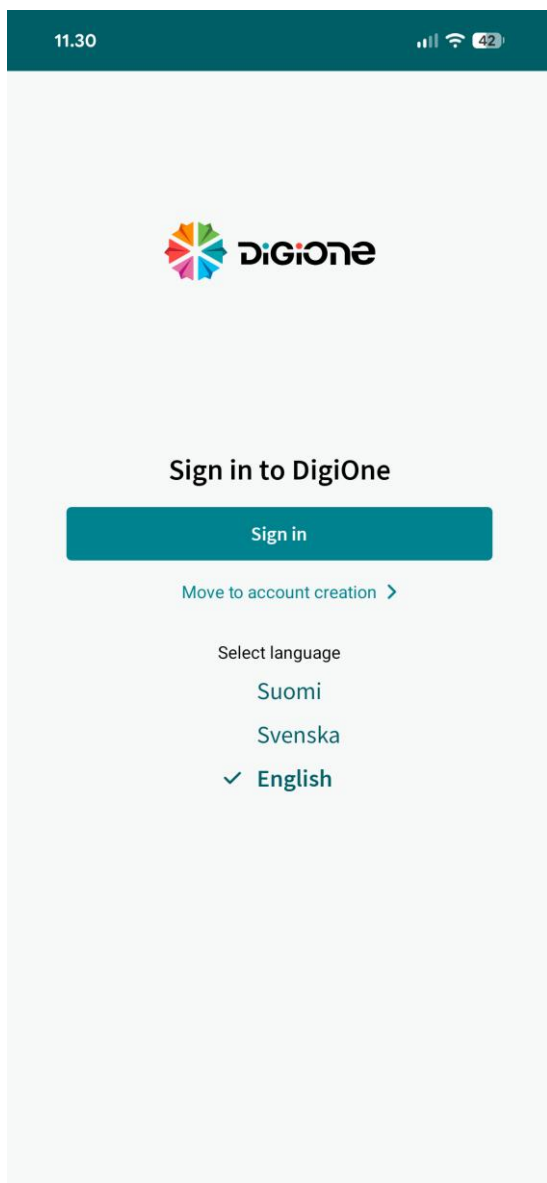 11.30
42
DIGIONE
Sign in to DigiOne
Sign in
Move to account creation
Select language
Suomi
Svenska
English